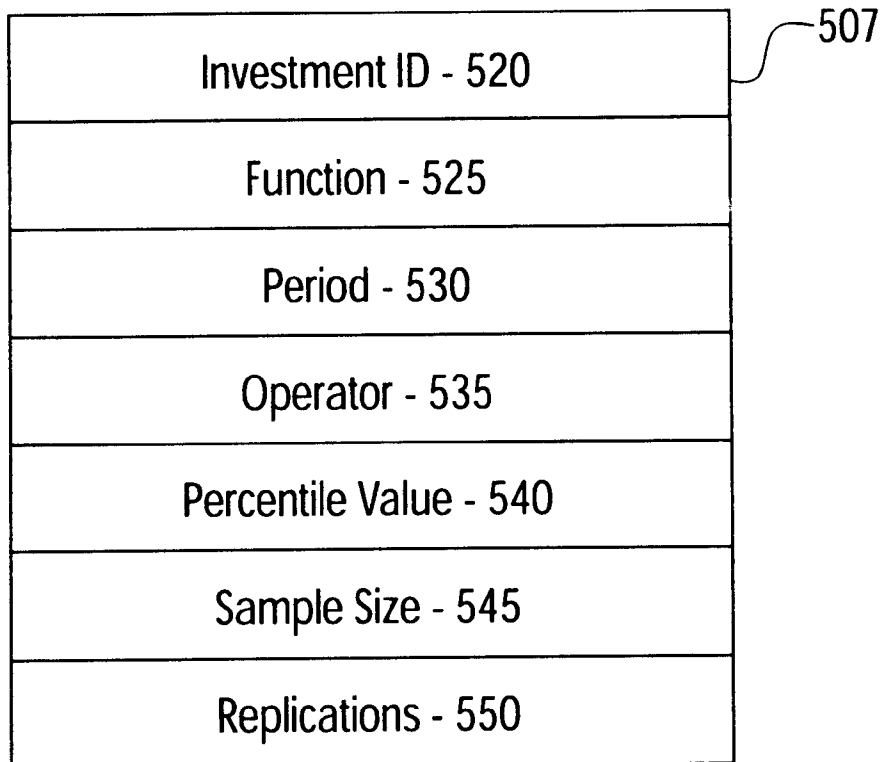 507
Investment ID - 520
Function - 525
Period - 530
Operator - 535
Percentile Value - 540
Sample Size - 545
Replications - 550